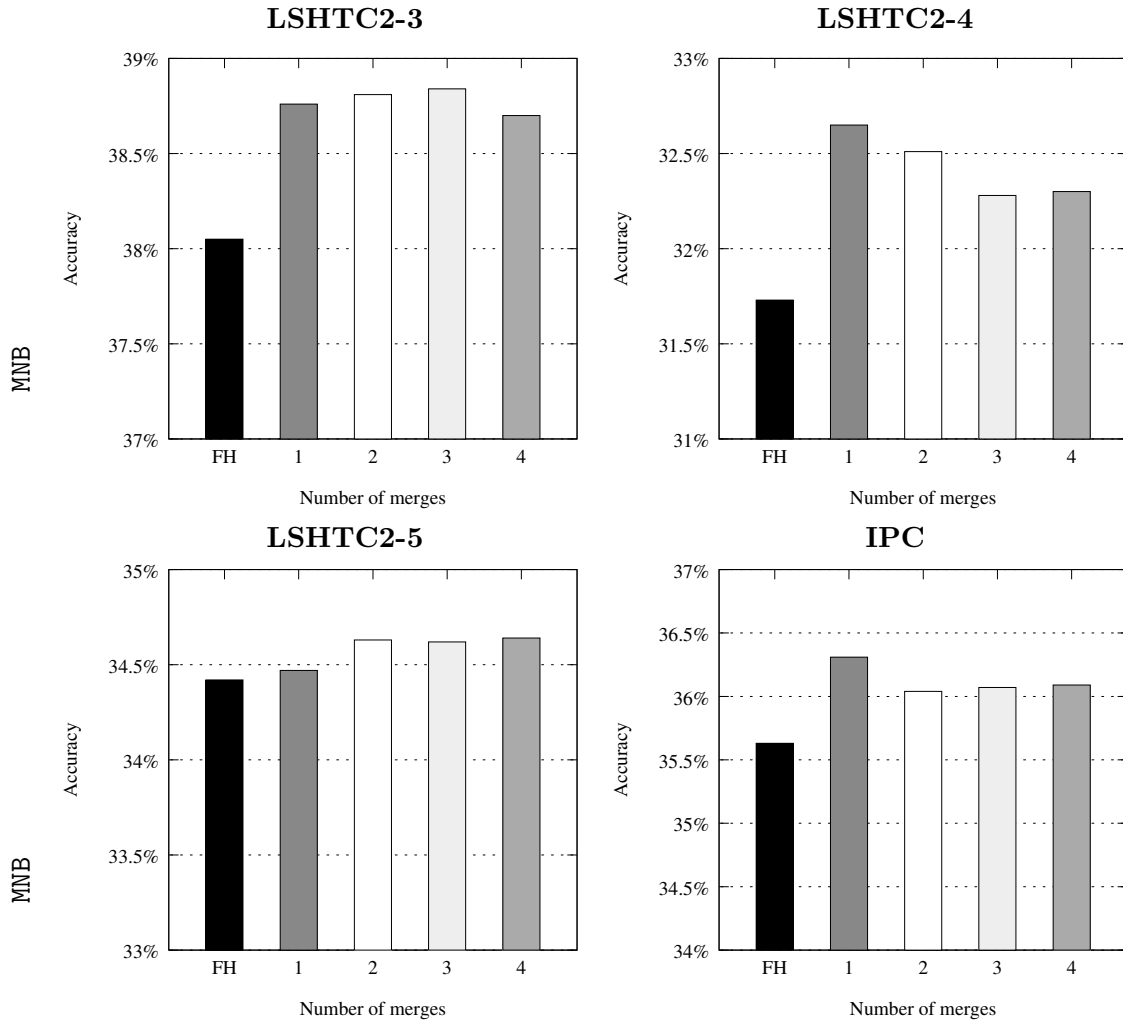 LSHTC2-3
LSHTC2-4
39%
38.5%
38%
37.5%
37%
Accuracy
FH 1 2 3 4
Number of merges
33%
32.5%
32%
31.5%
31%
Accuracy
FH 1 2 3 4
Number of merges
MNB
LSHTC2-5
IPC
35%
34.5%
34%
33.5%
33%
Accuracy
FH 1 2 3 4
Number of merges
37%
36.5%
36%
35.5%
35%
34.5%
34%
Accuracy
FH 1 2 3 4
Number of merges
MNB